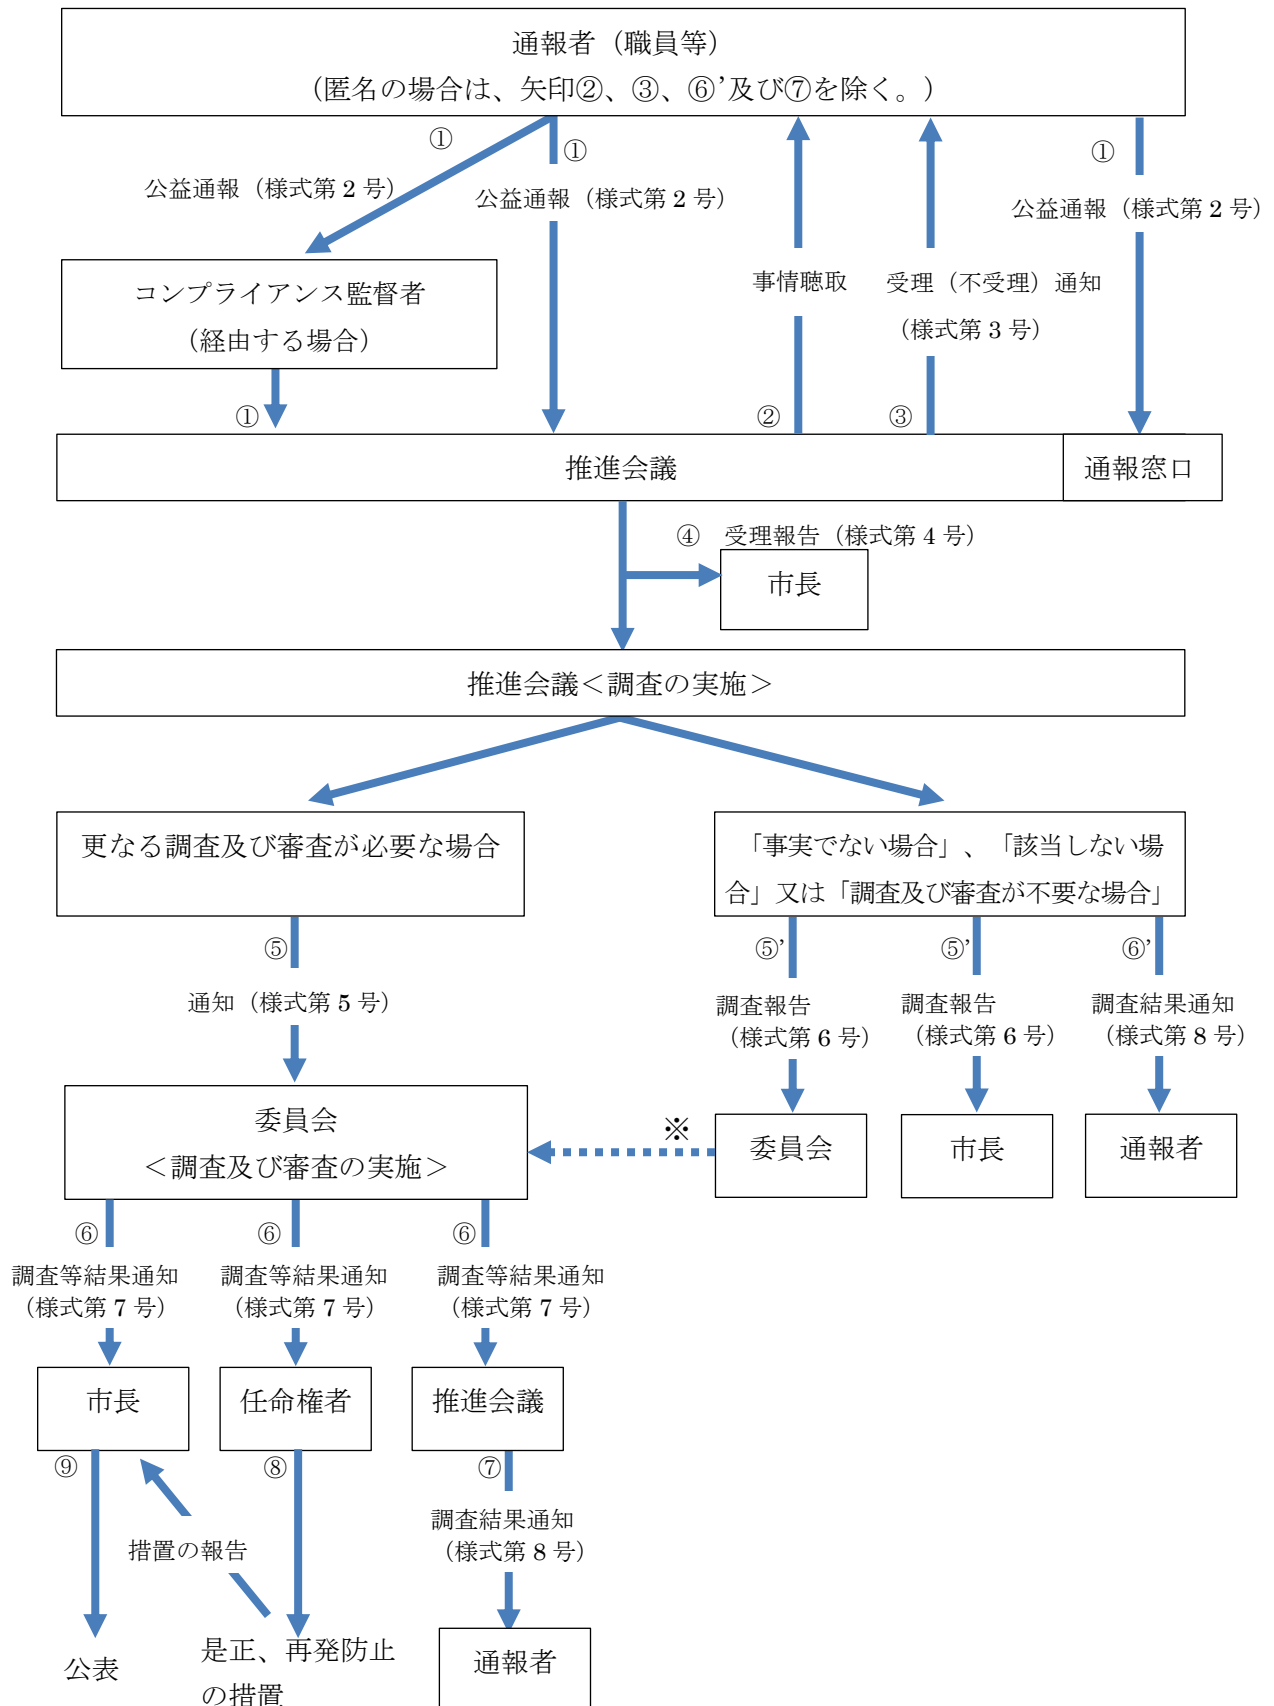 通報者（職員等）
（匿名の場合は、矢印②、③、⑥’及び⑦を除く。）
①
①
①
公益通報（様式第２号）
公益通報（様式第２号）
公益通報（様式第２号）
コンプライアンス監督者
（経由する場合）
事情聴取
受理（不受理）通知
（様式第３号）
①
②
③
推進会議
通報窓口
④　受理報告（様式第４号）
市長
推進会議＜調査の実施＞
更なる調査及び審査が必要な場合
「事実でない場合」、「該当しない場
合」又は「調査及び審査が不要な場合」
⑤
⑤’
⑤’
⑥’
通知（様式第５号）
調査報告
（様式第６号）
調査報告
（様式第６号）
調査結果通知
（様式第８号）
委員会
＜調査及び審査の実施＞
※
委員会
市長
通報者
⑥
⑥
⑥
調査等結果通知
（様式第７号）
調査等結果通知
（様式第７号）
調査等結果通知
（様式第７号）
市長
任命権者
推進会議
⑨
⑧
⑦
措置の報告
調査結果通知
（様式第８号）
公表
是正、再発防止
の措置
通報者